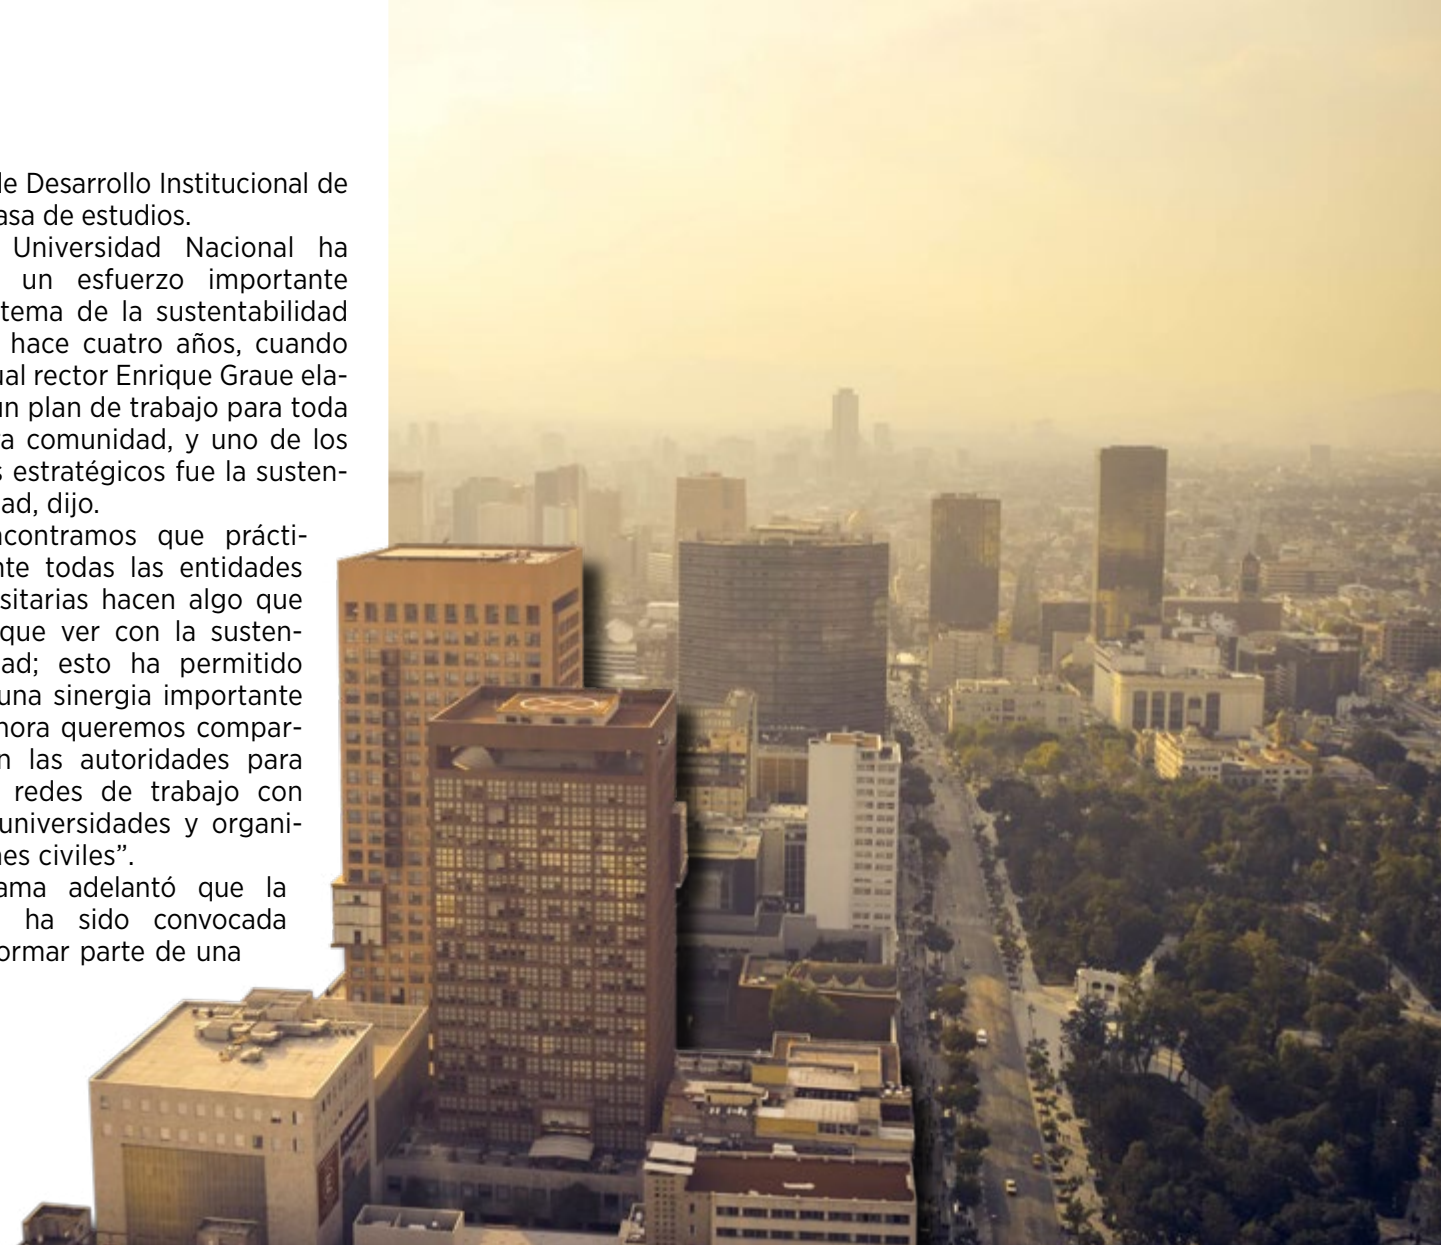 de Desarrollo Institucional de
asa de estudios.
Universidad Nacional ha
un esfuerzo importante
tema de la sustentabilidad
hace cuatro años, cuando
ual rector Enrique Graue ela-
un plan de trabajo para toda
ra comunidad, y uno de los
s estratégicos fue la susten-
ad, dijo.
ncontramos que prácti-
nte todas las entidades
sitarias hacen algo que
que ver con la susten-
ad; esto ha permitido
una sinergia importante
hora queremos compar-
n las autoridades para
redes de trabajo con
universidades y organi-
nes civiles”.
ama adelantó que la
ha sido convocada
ormar parte de una